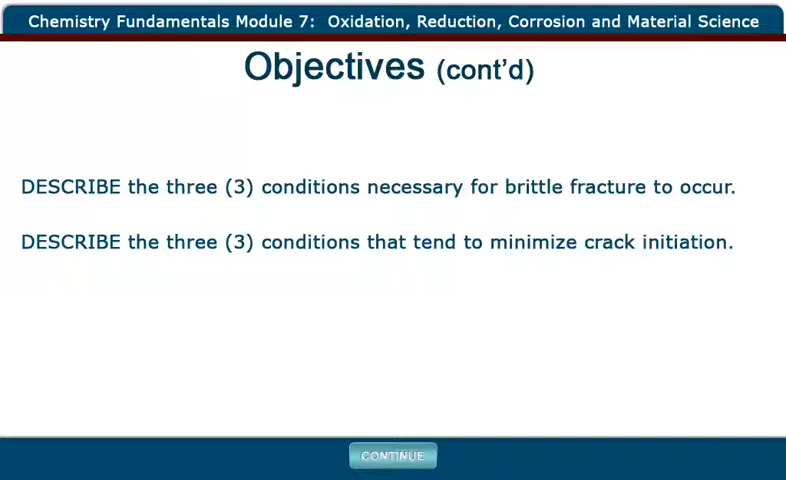 Chemistry Fundamentals Module 7: Oxidation, Reduction, Corrosion and Material Science
Objectives (cont'd)
DESCRIBE the three (3) conditions necessary for brittle fracture to occur.
DESCRIBE the three (3) conditions that tend to minimize crack initiation.
CONTINUE